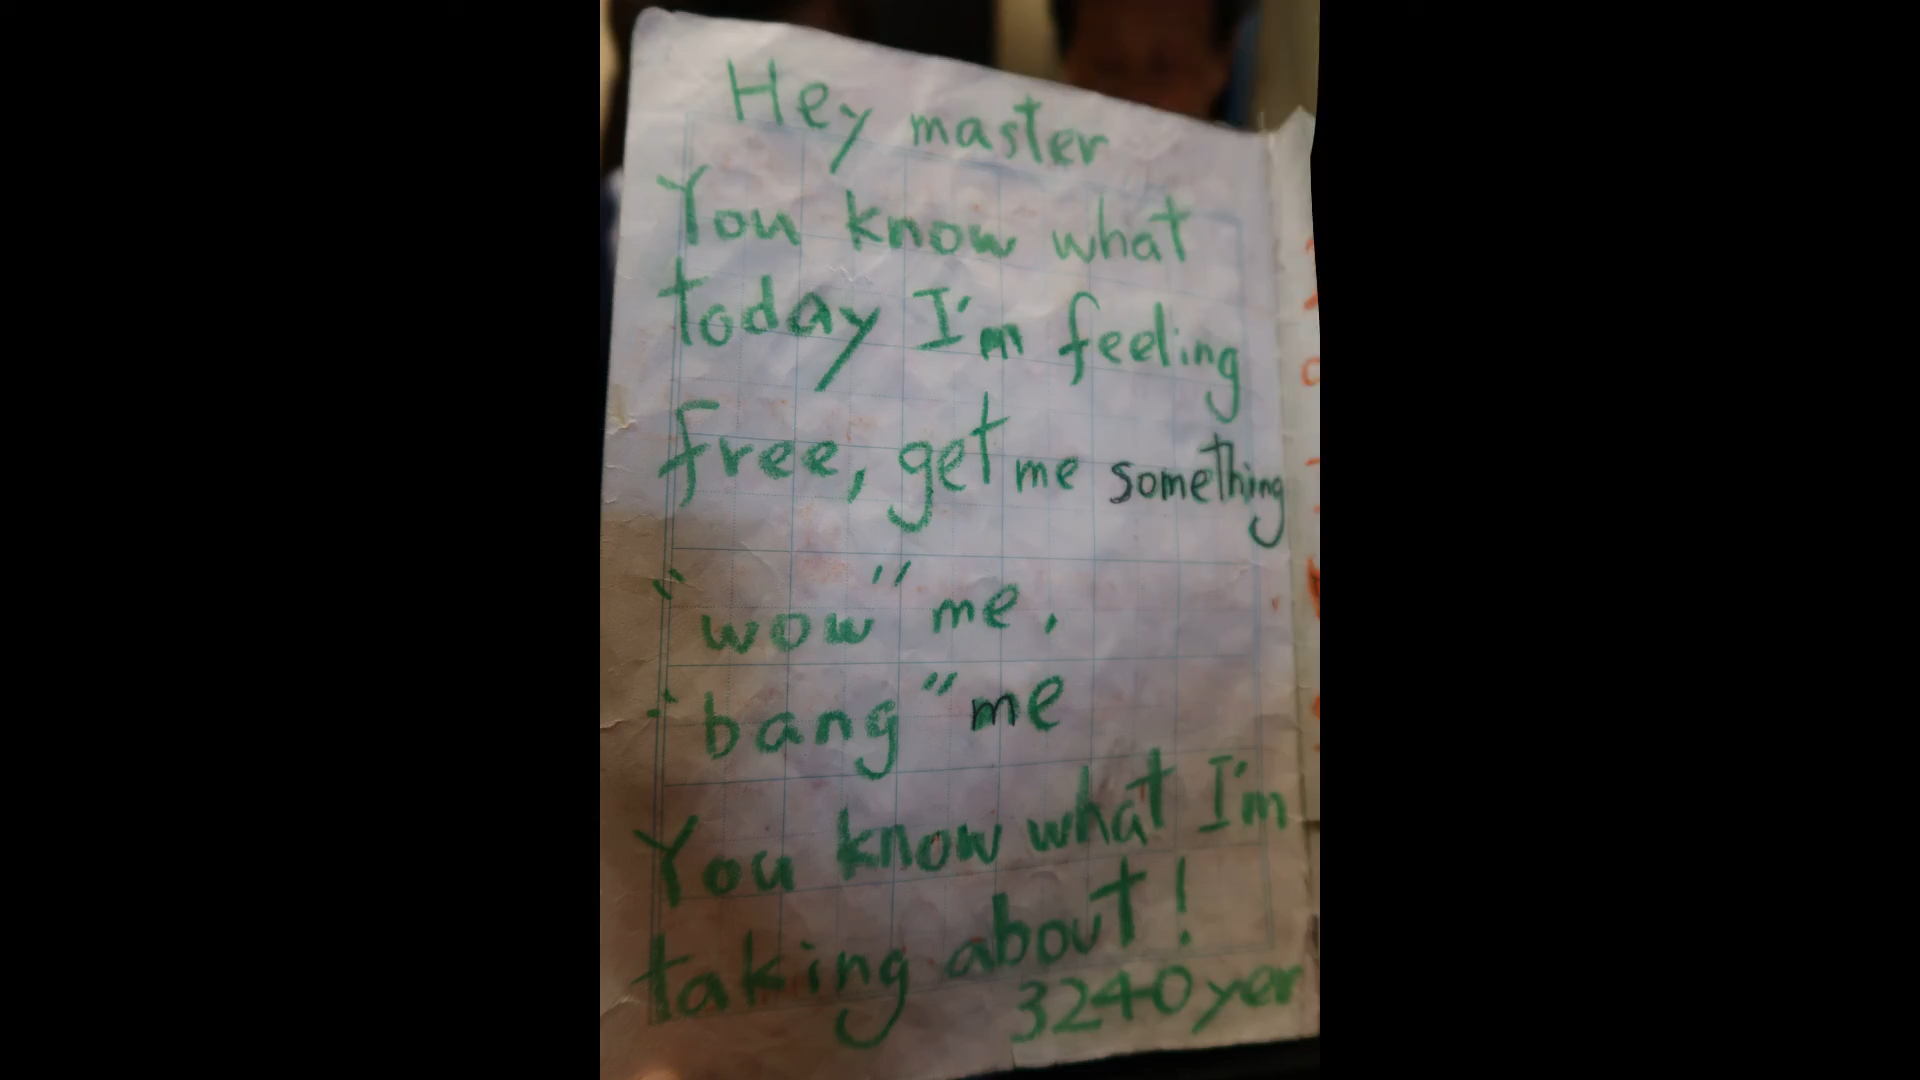 Hey master
You know what
today I'm feeling
free, get me something
"wow" me,
"bang" me
You know what I'm
taking about!
3240 yen